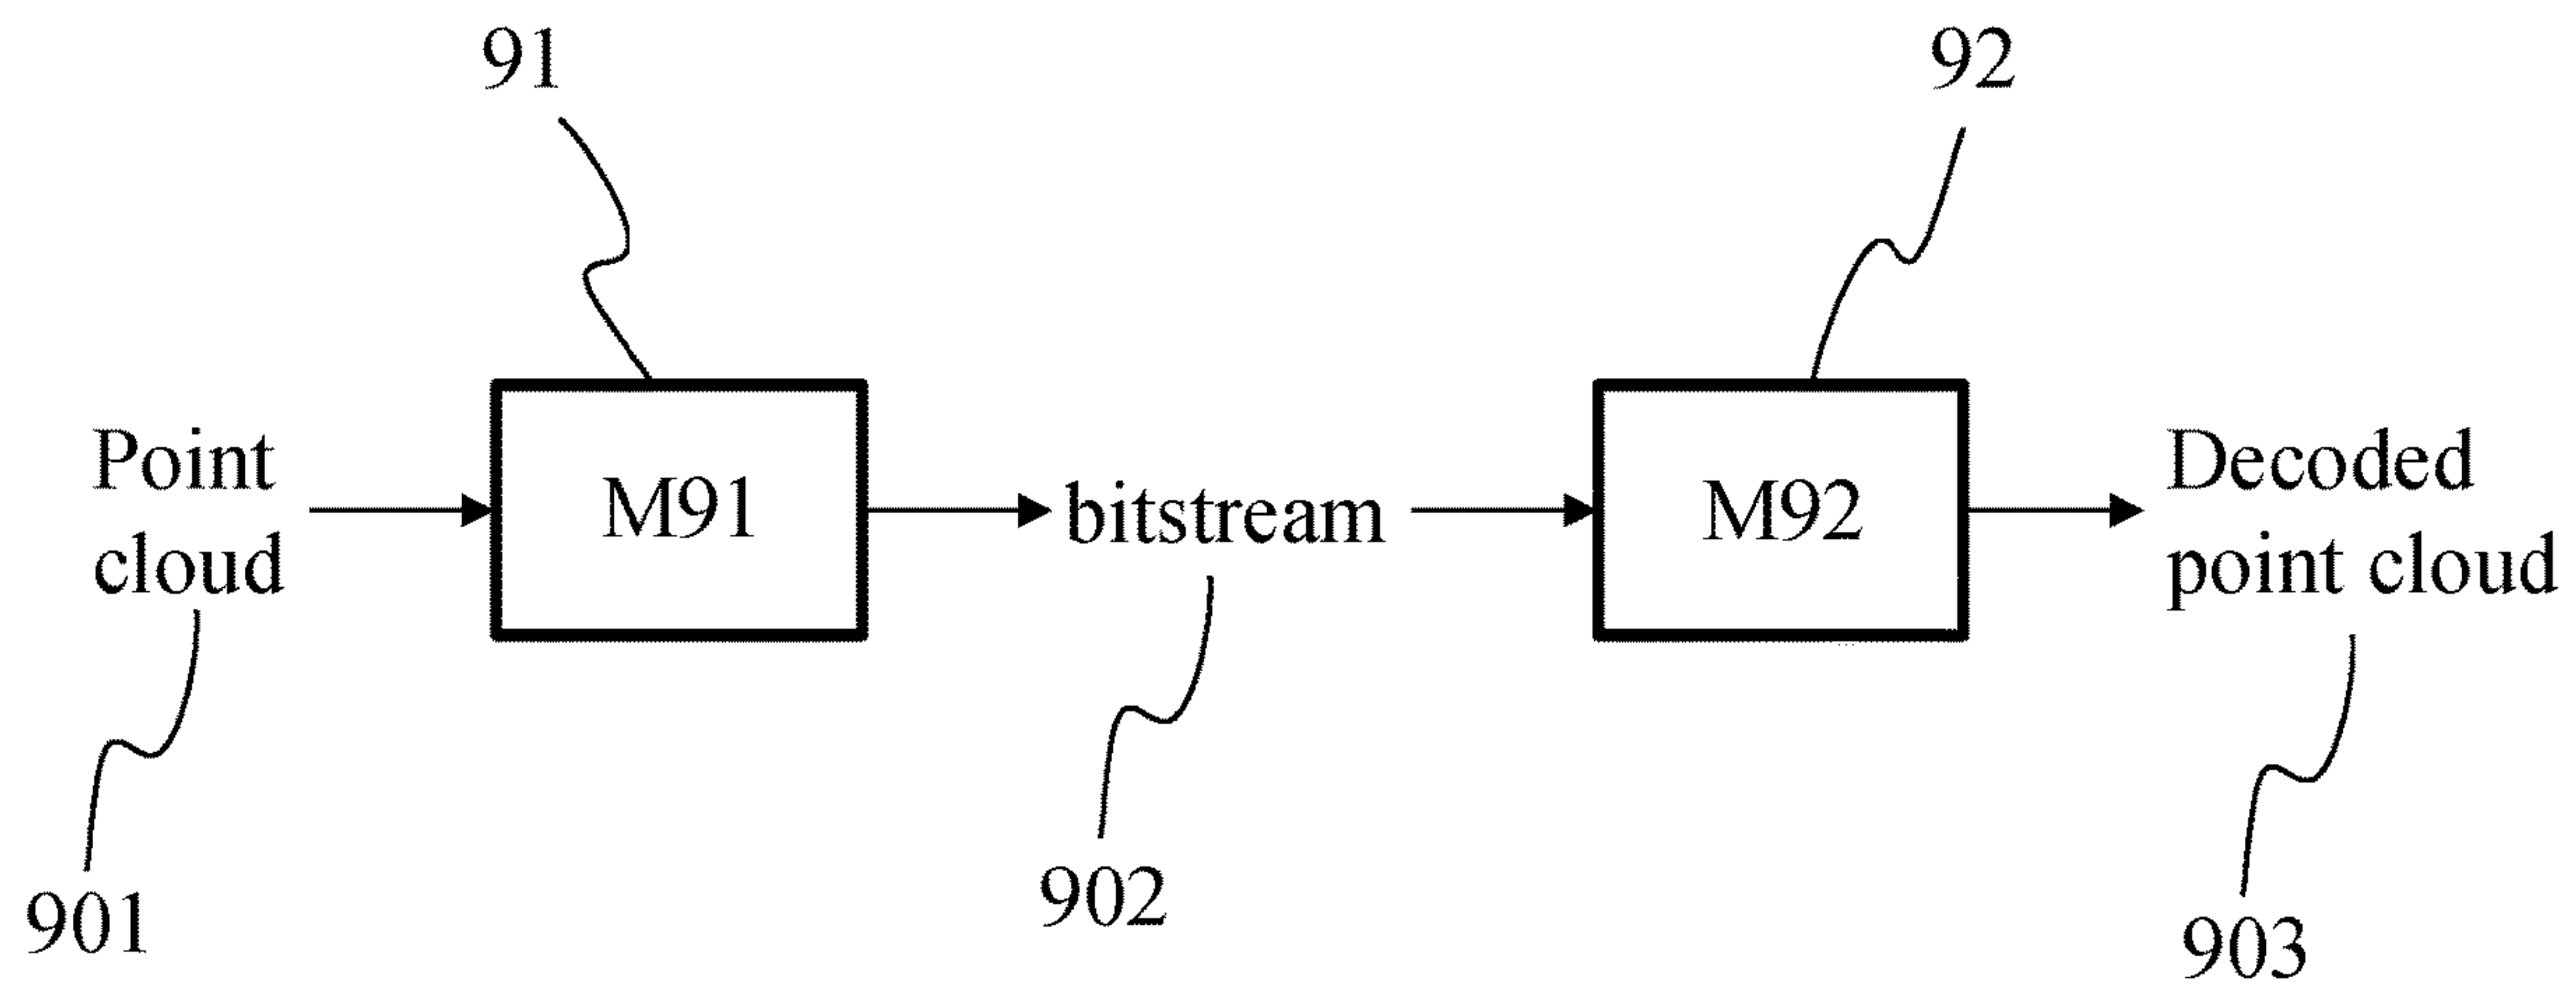 91
92
Point
cloud
M91
bitstream
M92
Decoded
point cloud
901
902
903